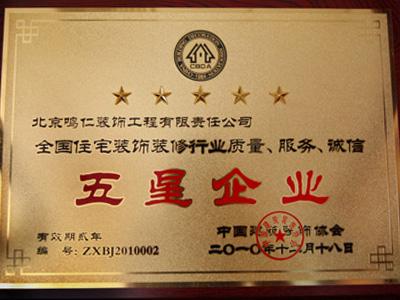 CBDA
北京鸣仁装饰工程有限责任公司
全国住宅装饰装修行业质量、服务、诚信
五星企业
有效期贰年
编 号：ZXBJ2010002
中国建筑装饰协会
二〇一〇年十二月十八日